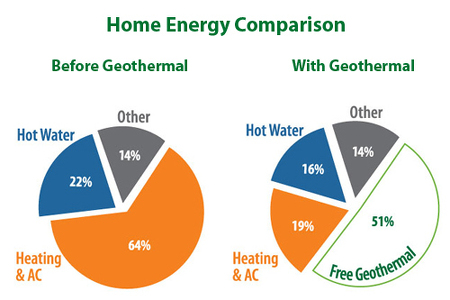 Home Energy Comparison
Before Geothermal
Other
Hot Water
14%
22%
64%
Heating
& AC
With Geothermal
Other
Hot Water
14%
16%
19%
51%
Heating
& AC
Free Geothermal